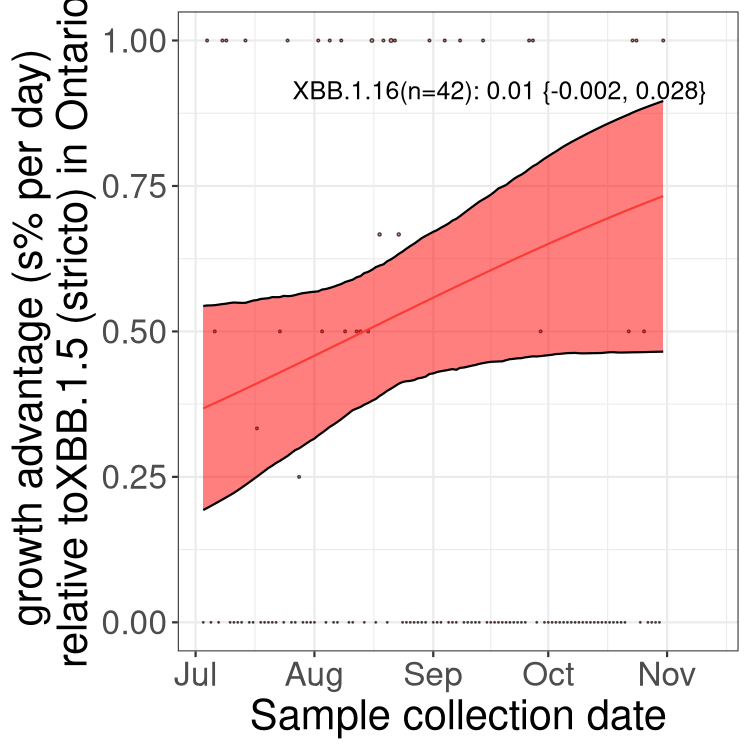 growth advantage (s% per day)
relative toXBB.1.5 (stricto) in Ontario
1.00
XBB.1.16(n=42): 0.01 {-0.002, 0.028}
0.75
0.50
0.25
0.00
Jul Aug Sep Oct Nov
Sample collection date